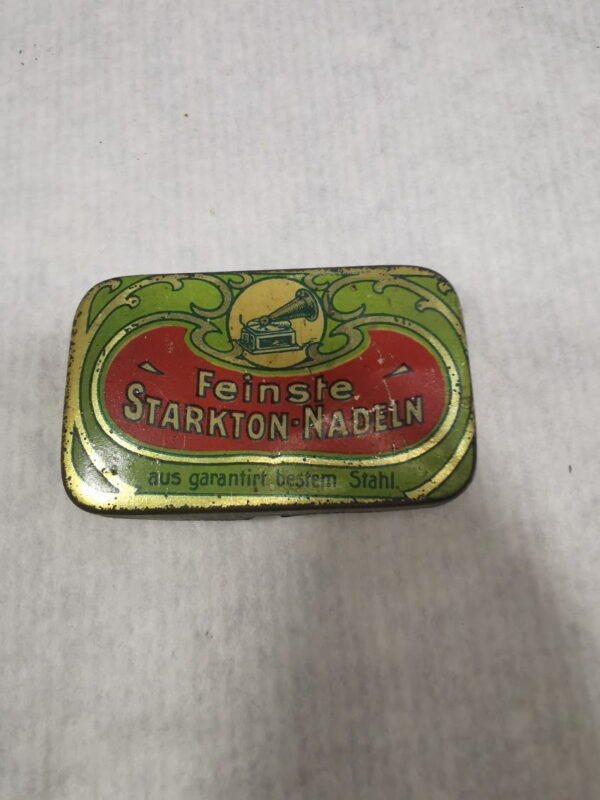 Feinste
STARKTON-NADELN
aus garantirt bestem Stahl.